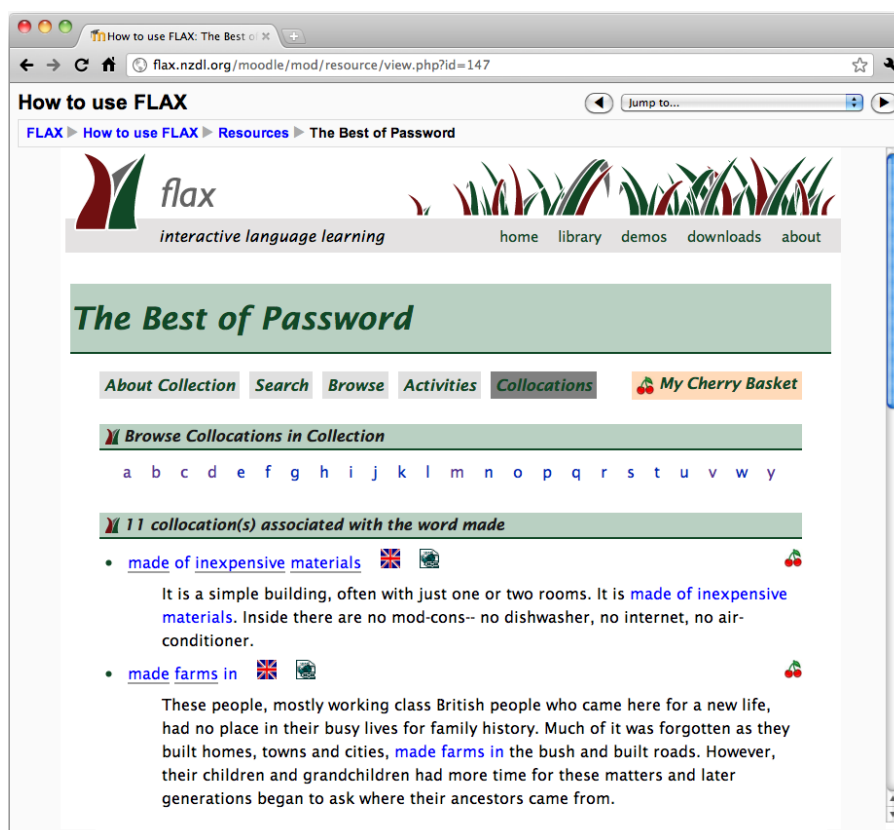 How to use FLAX: The Best of
flax.nzdl.org/moodle/mod/resource/view.php?id=147
How to use FLAX
Jump to...
FLAX ▶ How to use FLAX ▶ Resources ▶ The Best of Password
flax
interactive language learning
home library demos downloads about
The Best of Password
About Collection Search Browse Activities Collocations My Cherry Basket
Browse Collocations in Collection
a b c d e f g h i j k l m n o p q r s t u v w y
11 collocation(s) associated with the word made
• made of inexpensive materials
It is a simple building, often with just one or two rooms. It is made of inexpensive
materials. Inside there are no mod-cons-- no dishwasher, no internet, no air-
conditioner.
• made farms in
These people, mostly working class British people who came here for a new life,
had no place in their busy lives for family history. Much of it was forgotten as they
built homes, towns and cities, made farms in the bush and built roads. However,
their children and grandchildren had more time for these matters and later
generations began to ask where their ancestors came from.